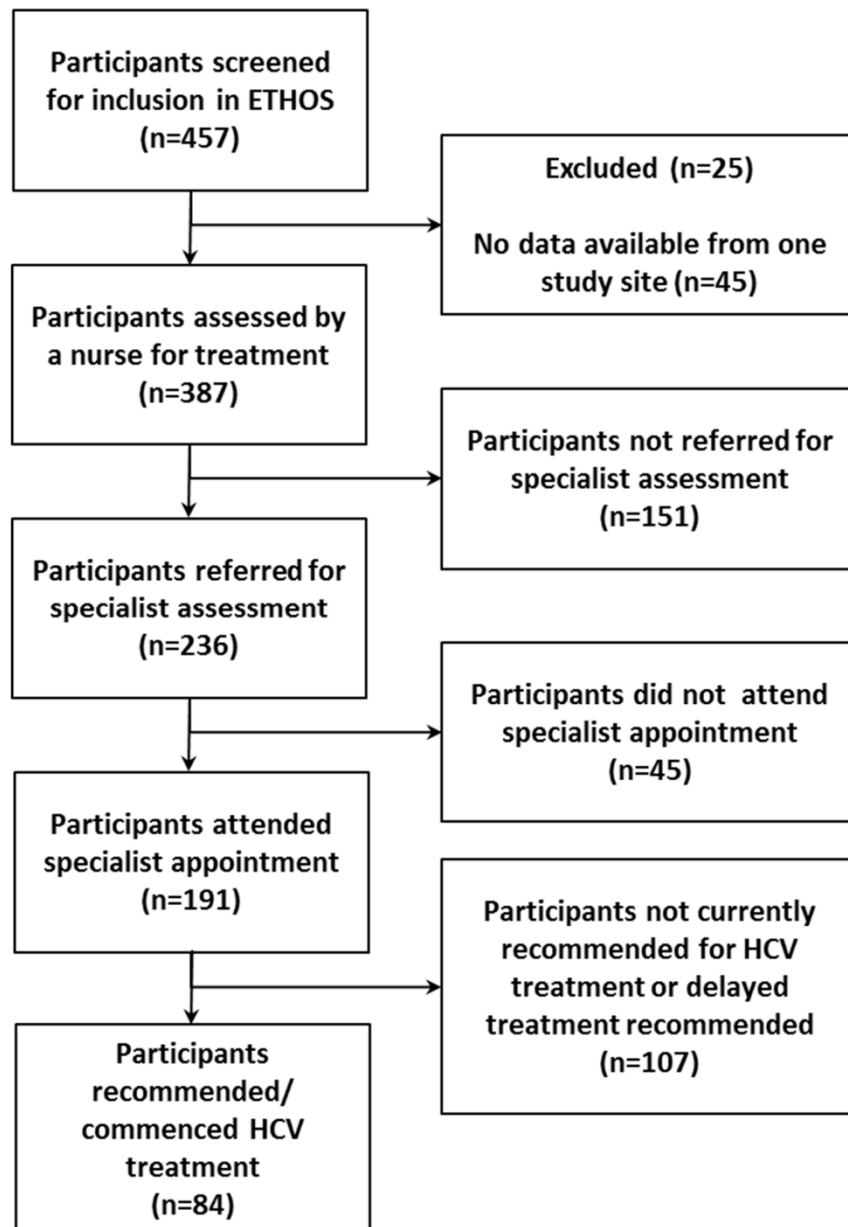 Participants screened
for inclusion in ETHOS
(n=457)
Excluded (n=25)
No data available from one
study site (n=45)
Participants assessed by
a nurse for treatment
(n=387)
Participants not referred for
specialist assessment
(n=151)
Participants referred for
specialist assessment
(n=236)
Participants did not attend
specialist appointment
(n=45)
Participants attended
specialist appointment
(n=191)
Participants not currently
recommended for HCV
treatment or delayed
treatment recommended
(n=107)
Participants
recommended/
commenced HCV
treatment
(n=84)